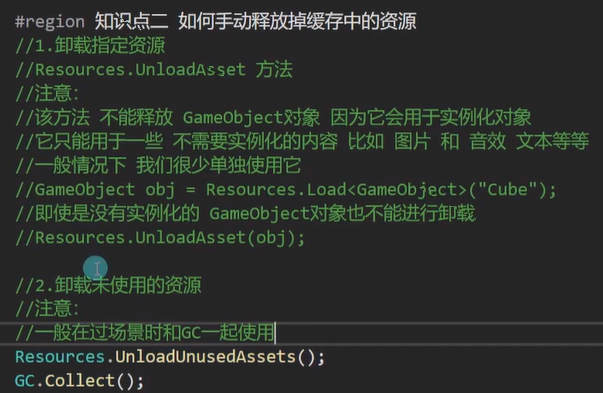 #region 知识点二 如何手动释放掉缓存中的资源
//1.卸载指定资源
//Resources.UnloadAsset 方法
//注意：
//该方法 不能释放 GameObject对象 因为它会用于实例化对象
//它只能用于一些 不需要实例化的内容 比如 图片 和 音效 文本等等
//一般情况下 我们很少单独使用它
//GameObject obj = Resources.Load<GameObject>("Cube");
//即使是没有实例化的 GameObject对象也不能进行卸载
//Resources.UnloadAsset(obj);
//2.卸载未使用的资源
//注意：
//一般在过场景时和GC一起使用
Resources.UnloadUnusedAssets();
GC.Collect();